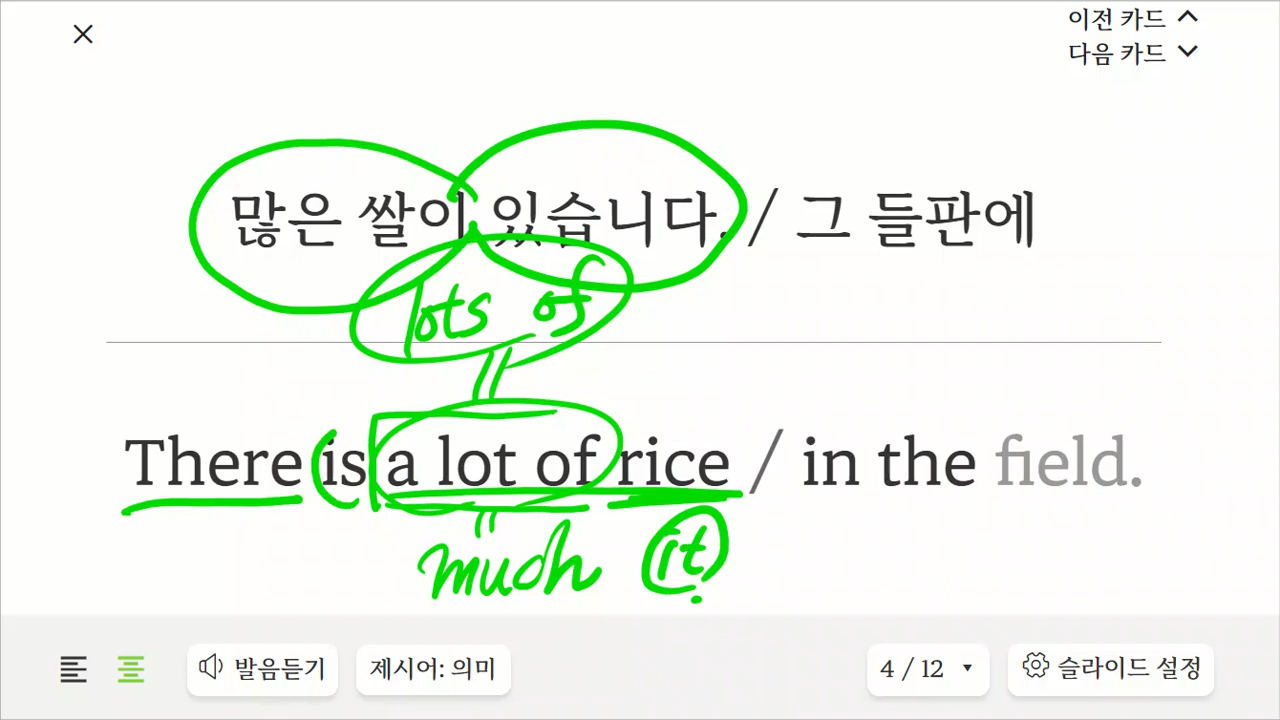 이전 카드
다음 카드
많은 쌀이 있습니다. / 그 들판에
lots of
There is a lot of rice / in the field.
much it
발음듣기 제시어: 의미 4 / 12 슬라이드 설정